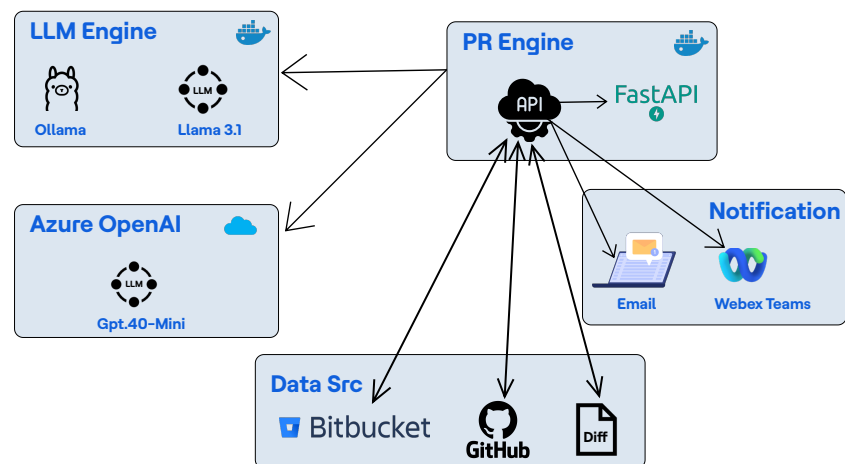 LLM Engine
LLM
Ollama
Llama 3.1
PR Engine
API
FastAPI
Azure OpenAI
LLM
Gpt.40-Mini
Notification
Email
Webex Teams
Data Src
Bitbucket
GitHub
Diff